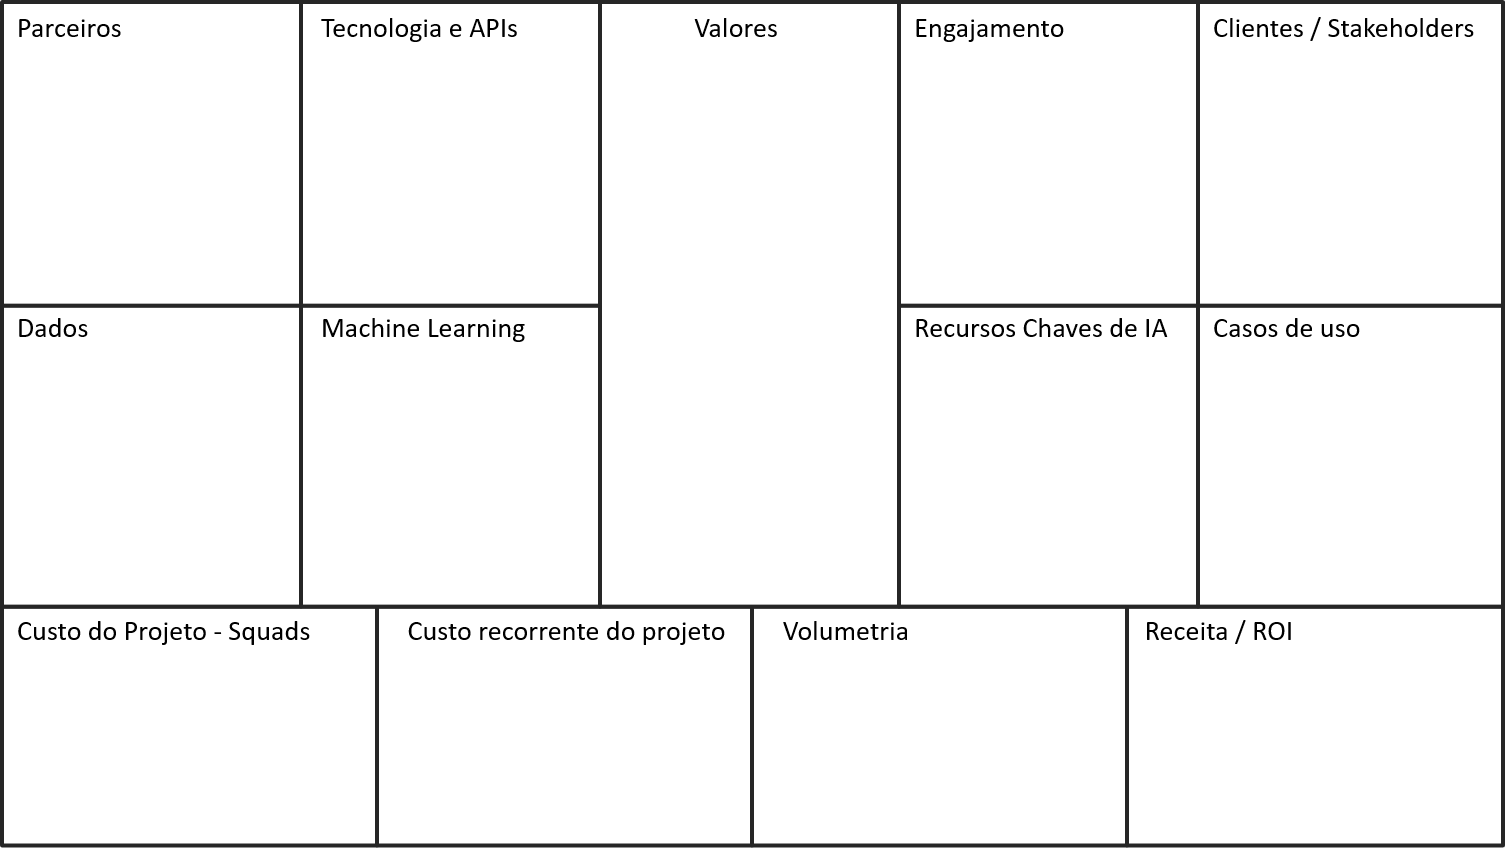 Parceiros
Tecnologia e APIs
Valores
Engajamento
Clientes / Stakeholders
Dados
Machine Learning
Recursos Chaves de IA
Casos de uso
Custo do Projeto - Squads
Custo recorrente do projeto
Volumetria
Receita / ROI